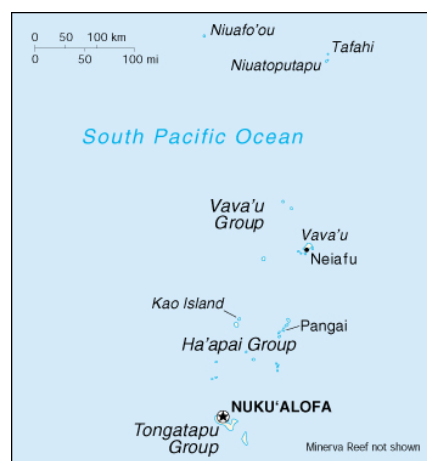 Niuafo'ou
Tafahi
Niuatoputapu
0 50 100 km
0 50 100 mi
South Pacific Ocean
Vava'u
Group
Vava'u
Neiafu
Kao Island
Pangai
Ha'apai Group
NUKU‘ALOFA
Tongatapu
Group
Minerva Reef not shown